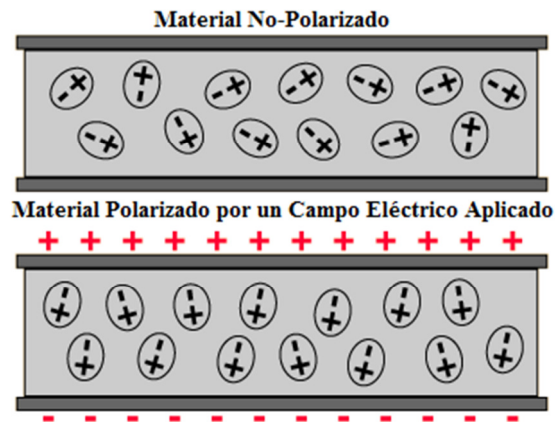 Material No-Polarizado
Material Polarizado por un Campo Eléctrico Aplicado
+ + + + + + + + + + + +
- - - - - - - - - - - -